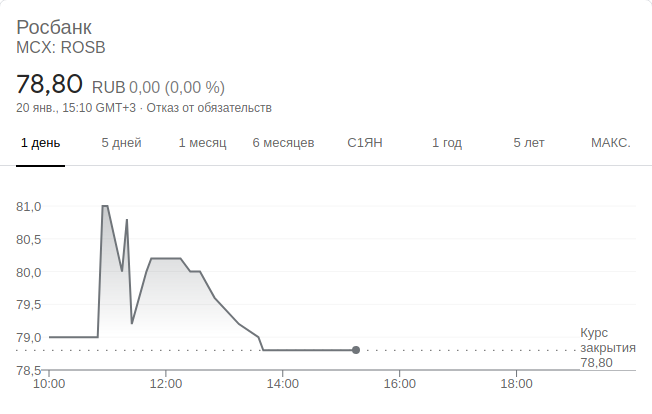 Росбанк
MCX: ROSB
78,80 RUB 0,00 (0,00 %)
20 янв., 15:10 GMT+3 · Отказ от обязательств
1 день 5 дней 1 месяц 6 месяцев С1ЯН 1 год 5 лет МАКС.
81,0
80,5
80,0
79,5
79,0
78,5
Курс
закрытия
78,80
10:00 12:00 14:00 16:00 18:00